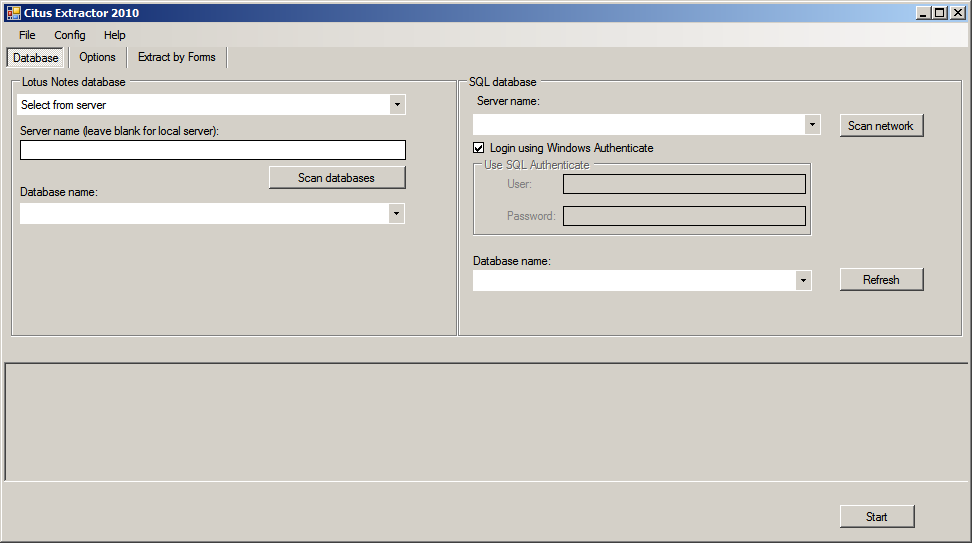 Citus Extractor 2010
File Config Help
Database Options Extract by Forms
Lotus Notes database
Select from server
Server name (leave blank for local server):
Scan databases
Database name:
SQL database
Server name:
Scan network
Login using Windows Authenticate
Use SQL Authenticate
User:
Password:
Database name:
Refresh
Start